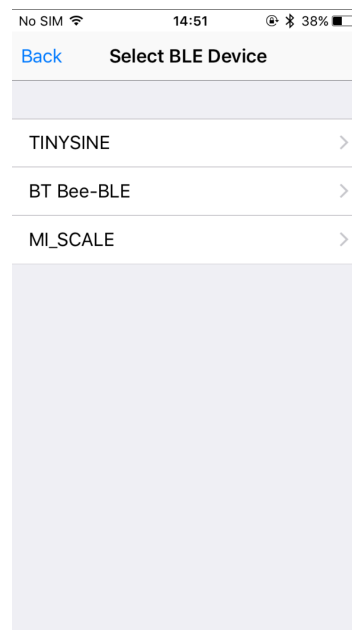 No SIM 14:51 38%
Back Select BLE Device
TINYSINE
BT Bee-BLE
MI_SCALE